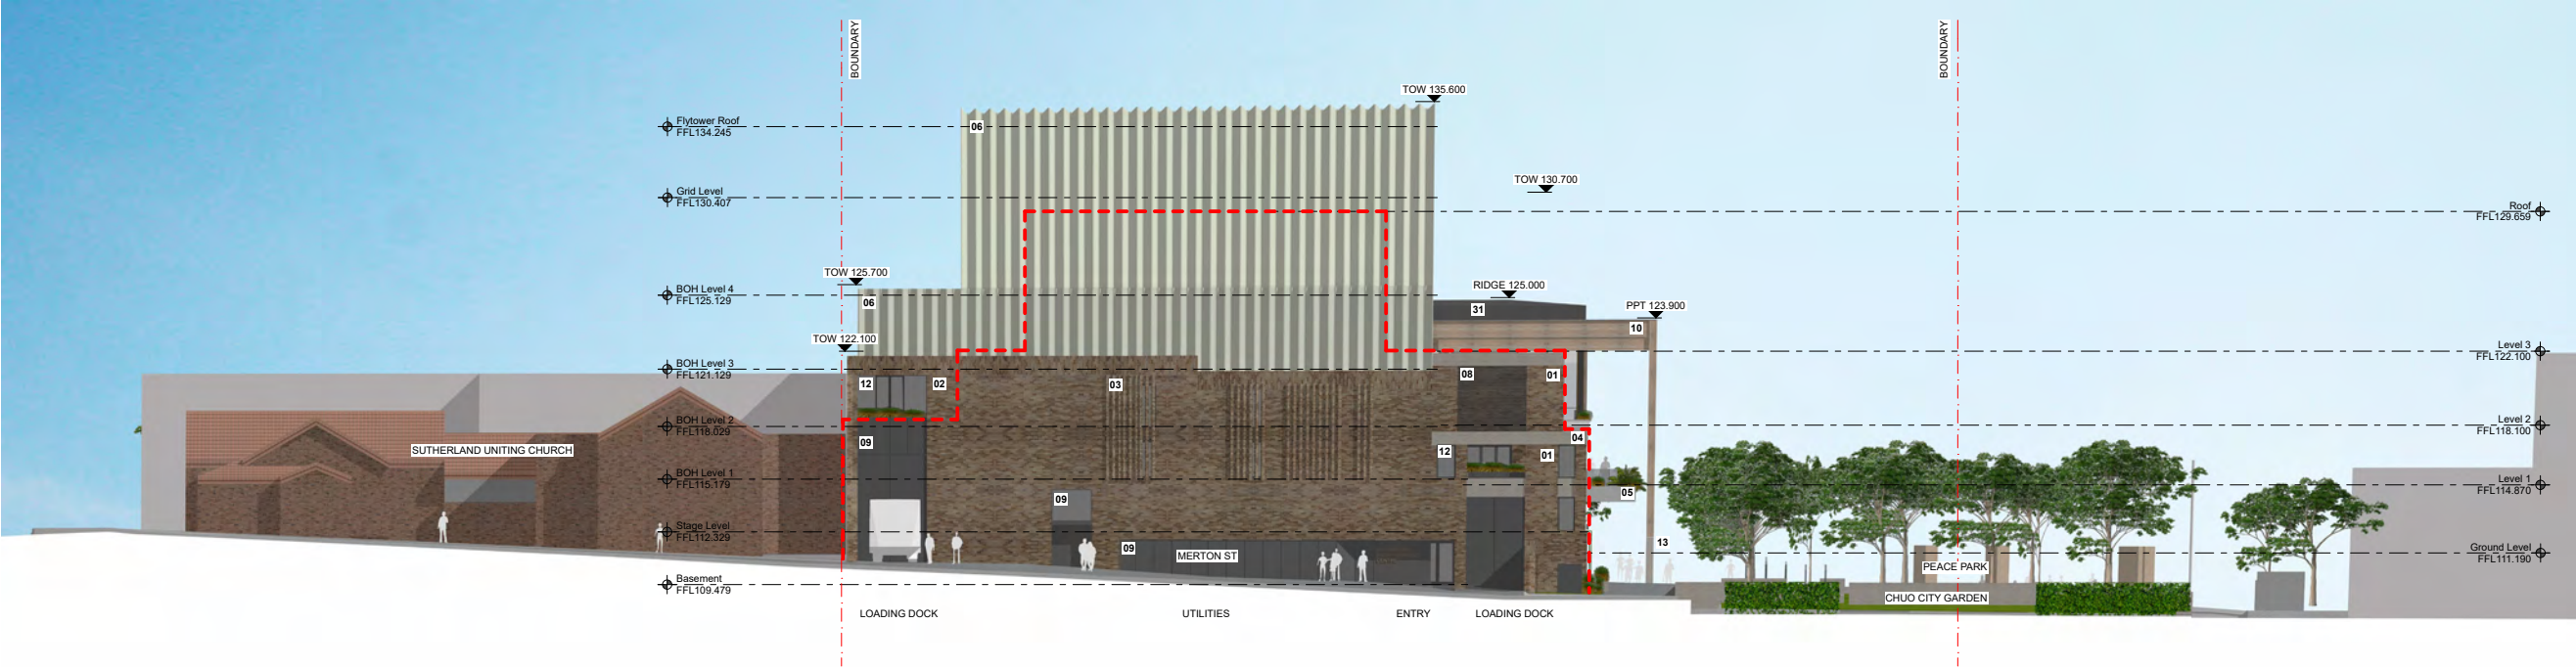 BOUNDARY
BOUNDARY
TOW 135.600
Flytower Roof
FFL134.245
06
TOW 130.700
Grid Level
FFL130.407
Roof
FFL129.659
TOW 125.700
BOH Level 4
FFL125.129
06
RIDGE 125.000
31
PPT 123.900
10
TOW 122.100
Level 3
FFL122.100
BOH Level 3
FFL121.129
12
02
03
08
01
BOH Level 2
FFL118.029
Level 2
FFL118.100
SUTHERLAND UNITING CHURCH
09
12
01
04
BOH Level 1
FFL115.179
Level 1
FFL114.870
09
05
Stage Level
FFL112.329
09
MERTON ST
13
Ground Level
FFL111.190
PEACE PARK
Basement
FFL109.479
CHUO CITY GARDEN
LOADING DOCK
UTILITIES
ENTRY
LOADING DOCK